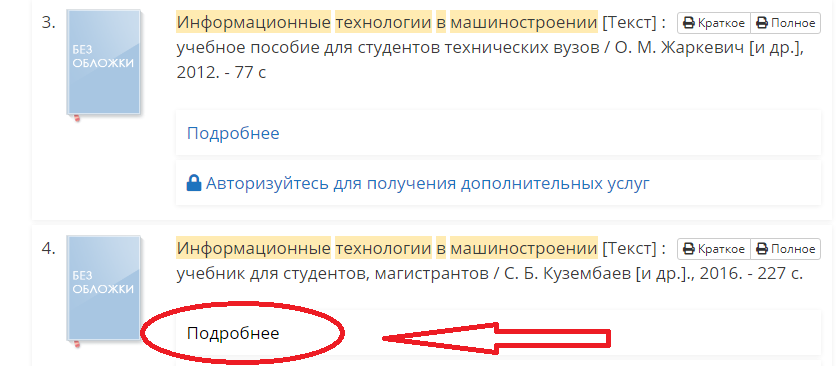 3.
БЕЗ ОБЛОЖКИ
Информационные технологии в машиностроении [Текст] : Краткое Полное
учебное пособие для студентов технических вузов / О. М. Жаркевич [и др.],
2012. - 77 с
Подробнее
Авторизуйтесь для получения дополнительных услуг
4.
БЕЗ ОБЛОЖКИ
Информационные технологии в машиностроении [Текст] : Краткое Полное
учебник для студентов, магистрантов / С. Б. Кузембаев [и др.]., 2016. - 227 с.
Подробнее